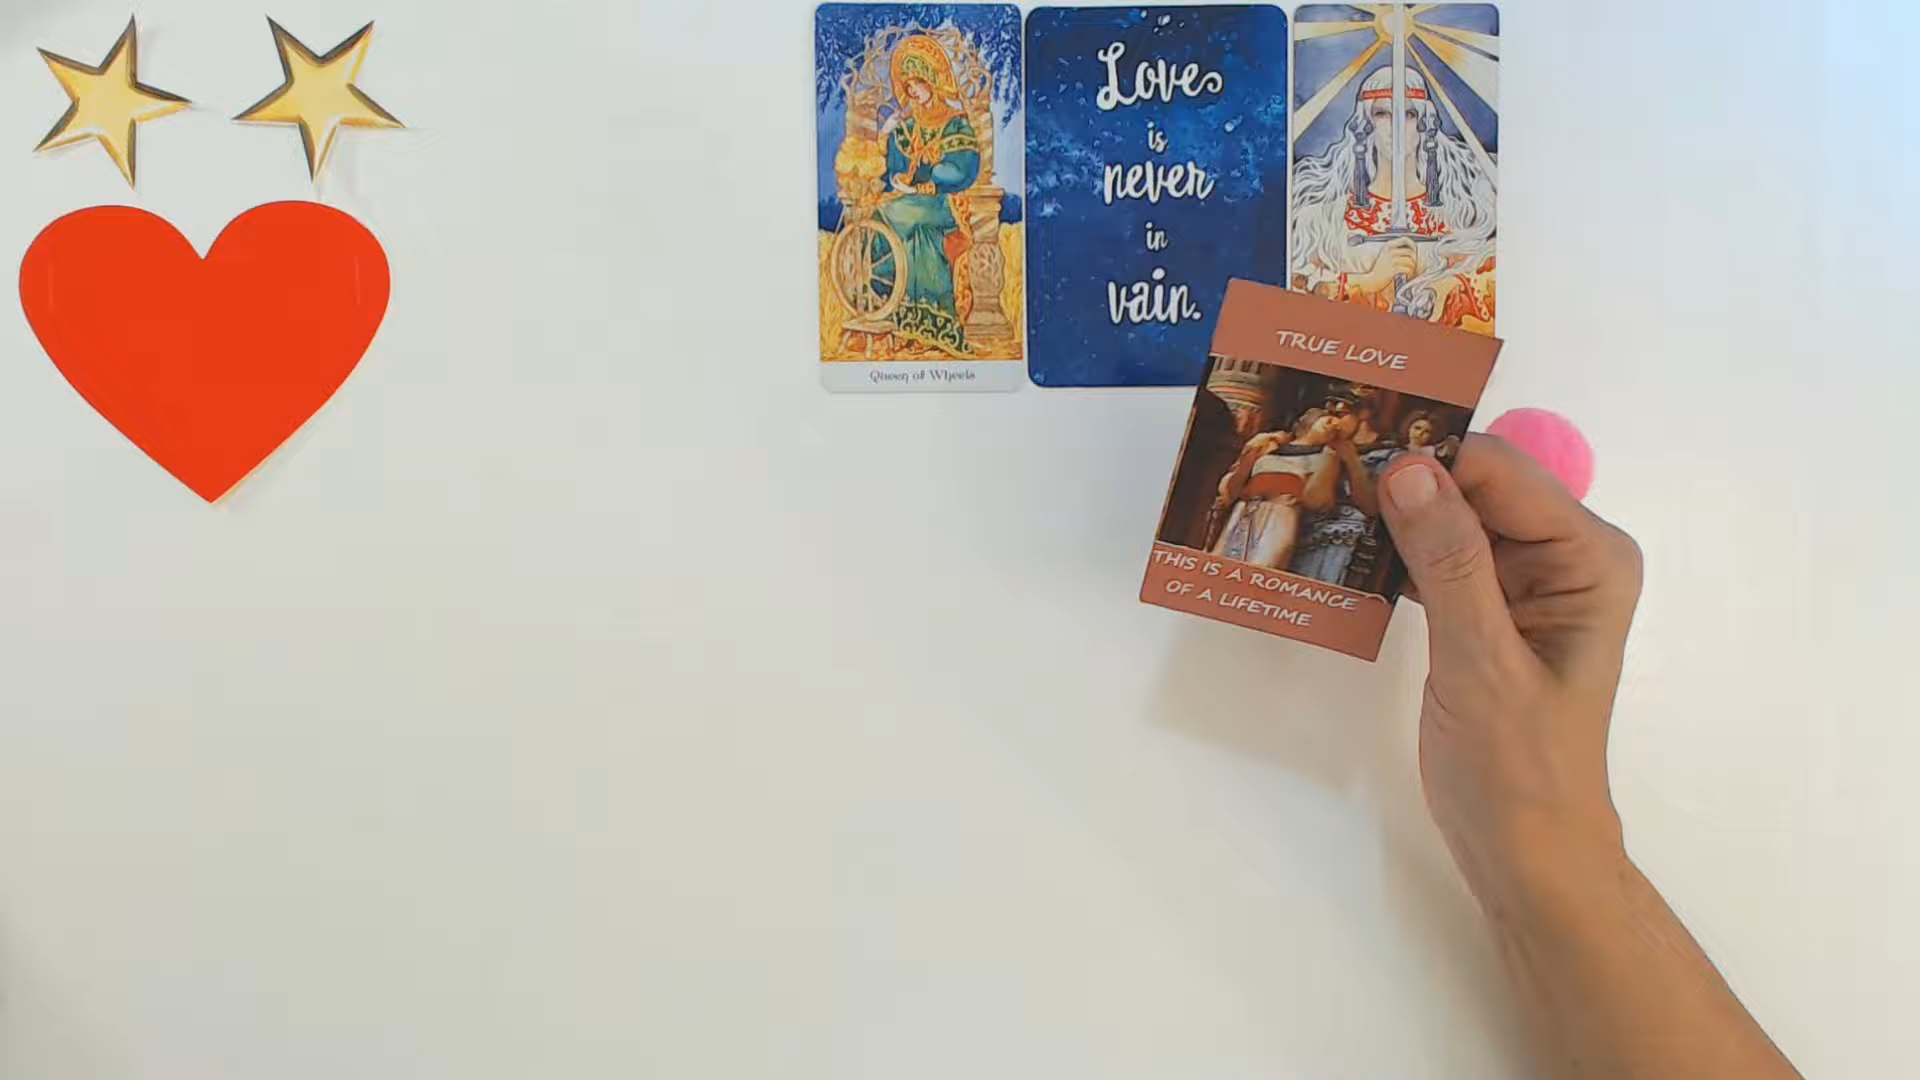 Queen of Wheels
Love
is
never
in
vain.
TRUE LOVE
THIS IS A ROMANCE
OF A LIFETIME